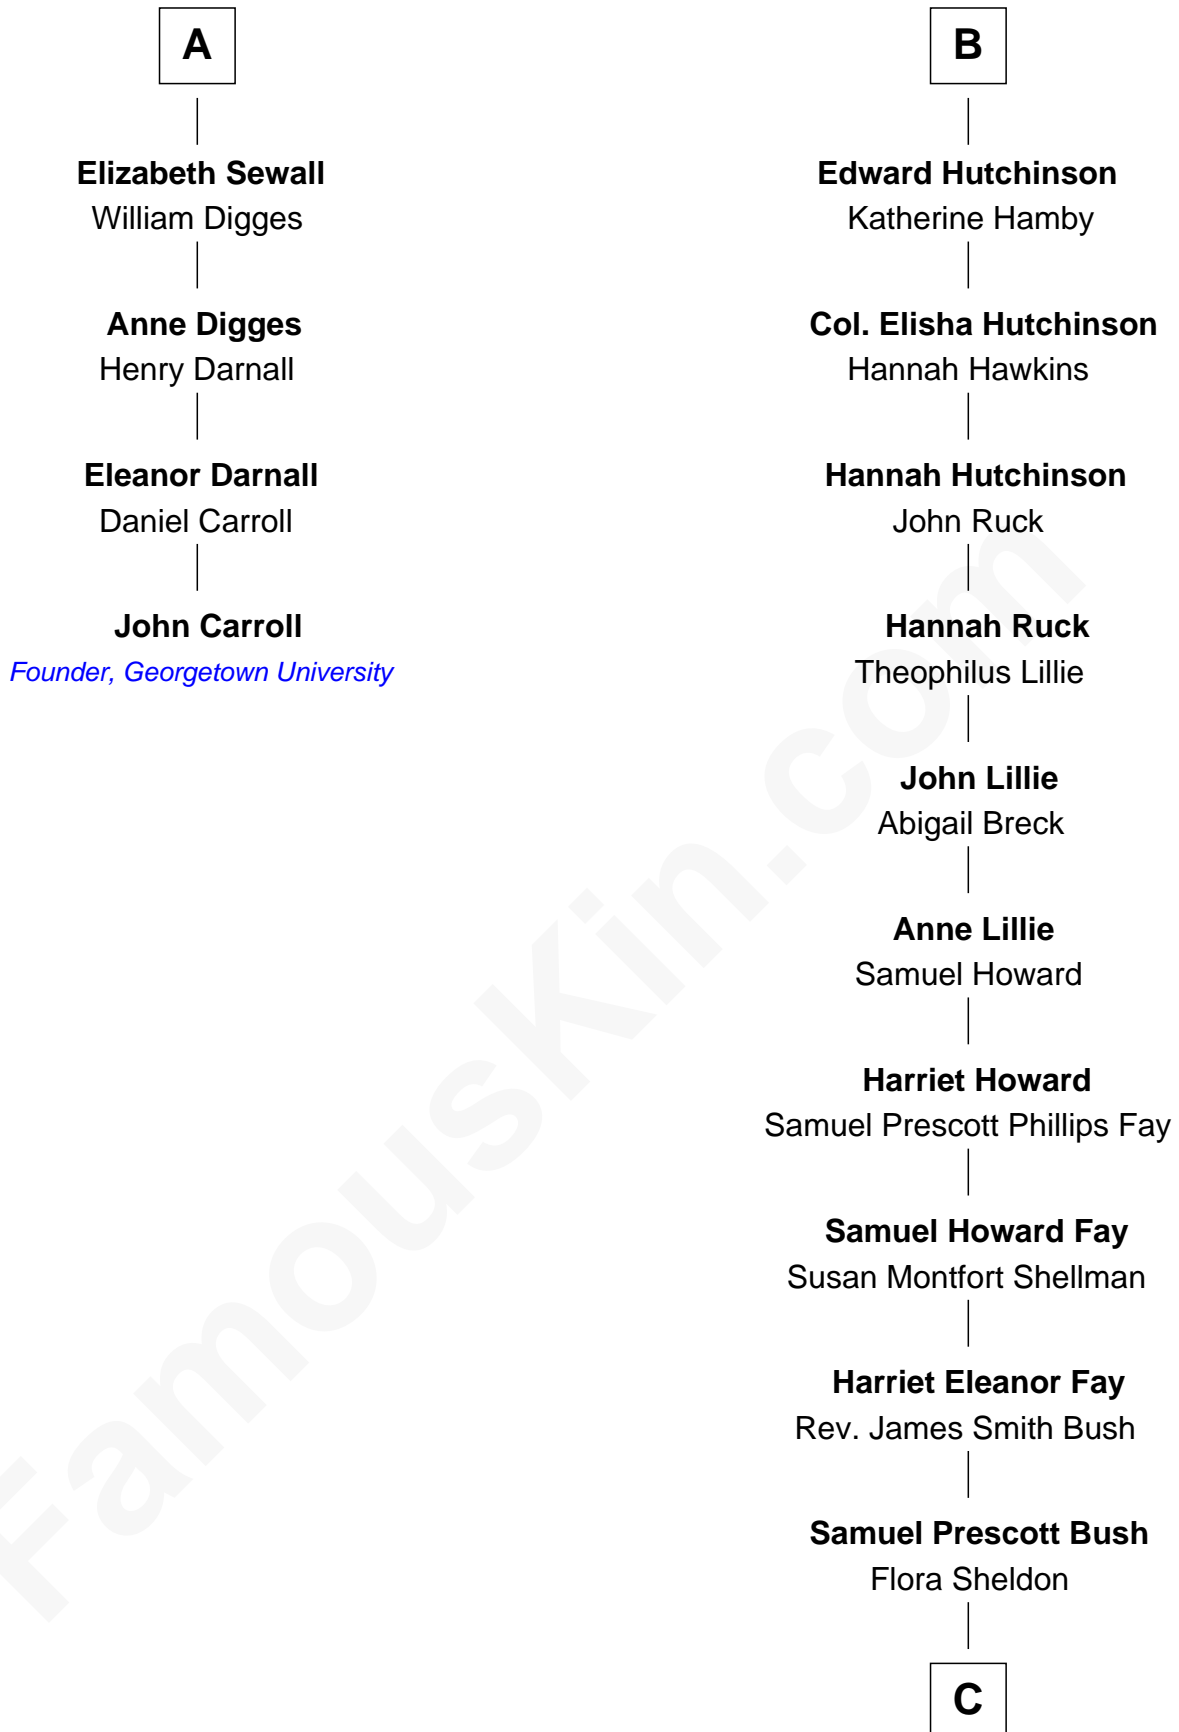 A
Elizabeth Sewall
William Digges
Anne Digges
Henry Darnall
Eleanor Darnall
Daniel Carroll
John Carroll
Founder, Georgetown University
B
Edward Hutchinson
Katherine Hamby
Col. Elisha Hutchinson
Hannah Hawkins
Hannah Hutchinson
John Ruck
Hannah Ruck
Theophilus Lillie
John Lillie
Abigail Breck
Anne Lillie
Samuel Howard
Harriet Howard
Samuel Prescott Phillips Fay
Samuel Howard Fay
Susan Montfort Shellman
Harriet Eleanor Fay
Rev. James Smith Bush
Samuel Prescott Bush
Flora Sheldon
C
FamousKin.com